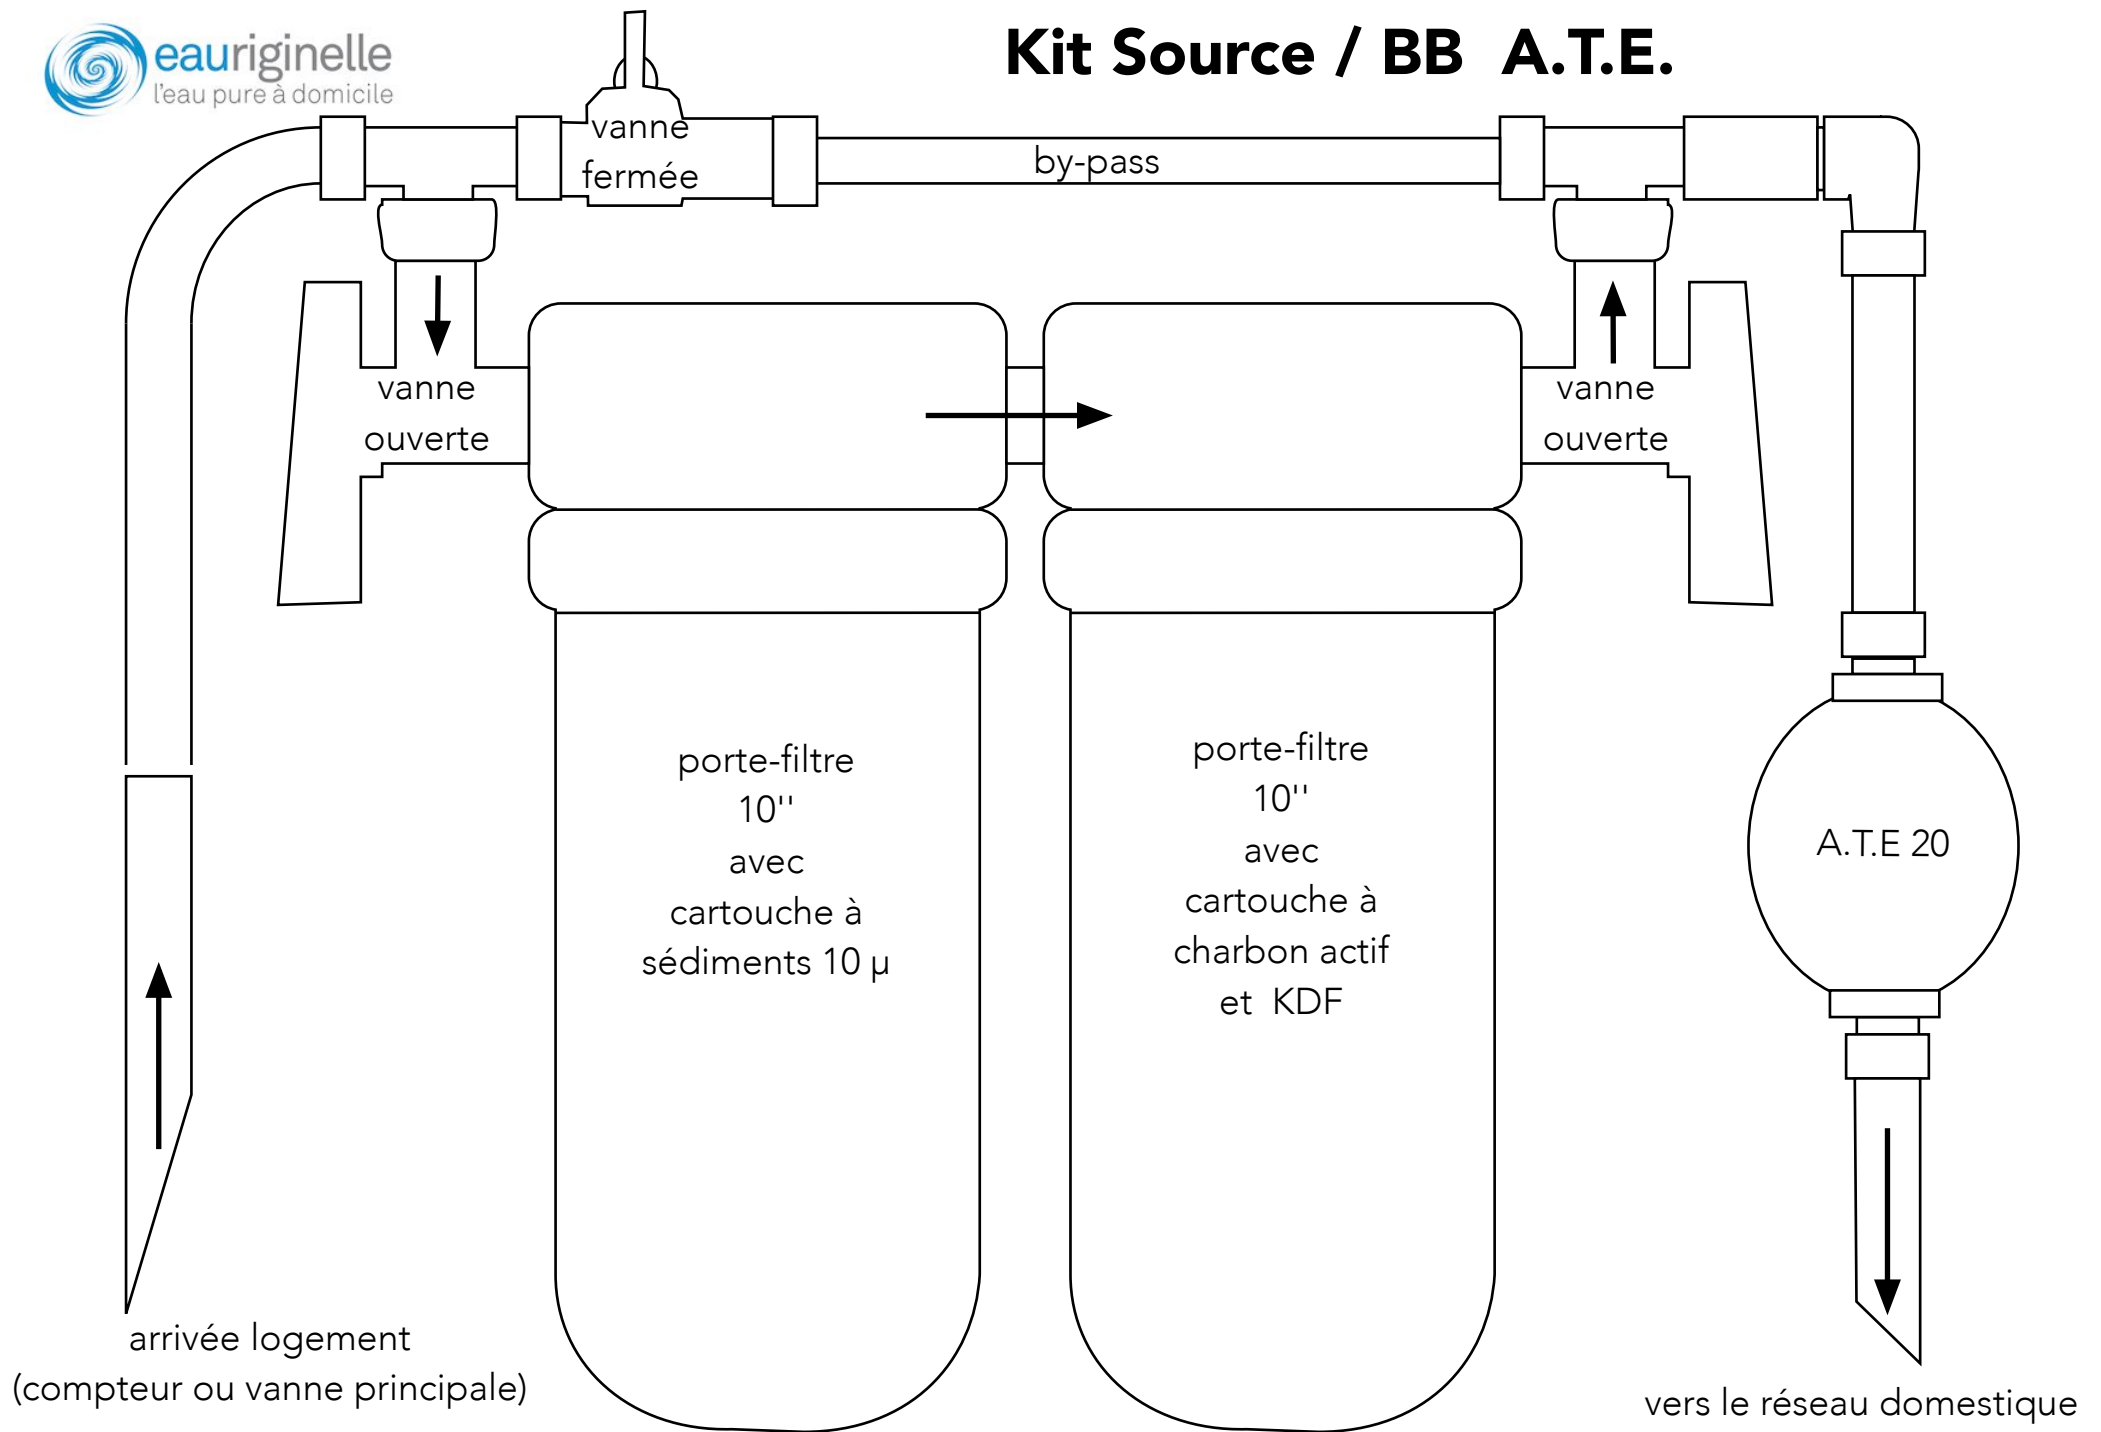 eauriginelle
l'eau pure à domicile
Kit Source / BB A.T.E.
vanne
fermée
by-pass
vanne
ouverte
vanne
ouverte
porte-filtre
10''
avec
cartouche à
sédiments 10 µ
porte-filtre
10''
avec
cartouche à
charbon actif
et KDF
A.T.E 20
arrivée logement
(compteur ou vanne principale)
vers le réseau domestique